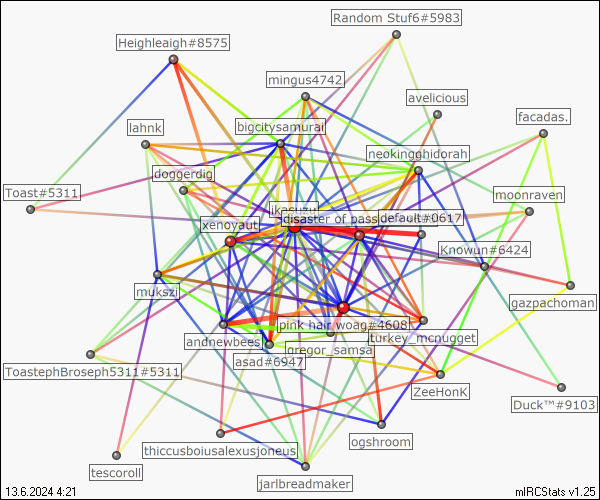 Random Stuf6#5983
Heighleaigh#8575
mingus4742
avelicious
facadas.
lahnk
bigcitysamurai
neokingghidorah
doggerdig
Toast#5311
moonraven
ikasuzu
disaster of pass
default#0617
xenoyaut
Knowun#6424
mukszi
gazpachoman
pink hair woag#4608
andnewbees
turkey_mcnugget
gregor_samsa
asad#6947
ToastephBroseph5311#5311
ZeeHonK
Duck™#9103
ogshroom
thiccusboiusalexusjoneus
tescoroll
jarlbreadmaker
13.6.2024 4:21
mIRCStats v1.25